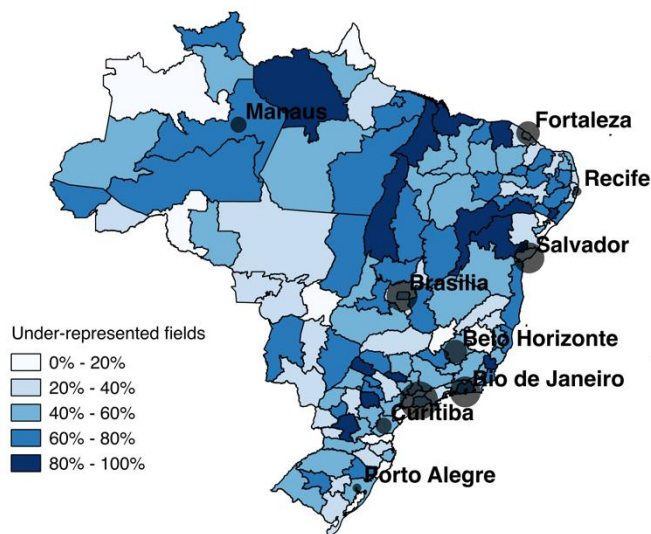 Manaus
Fortaleza
Recife
Salvador
Brasília
Belo Horizonte
Rio de Janeiro
Curitiba
Porto Alegre
Under-represented fields
0% - 20%
20% - 40%
40% - 60%
60% - 80%
80% - 100%